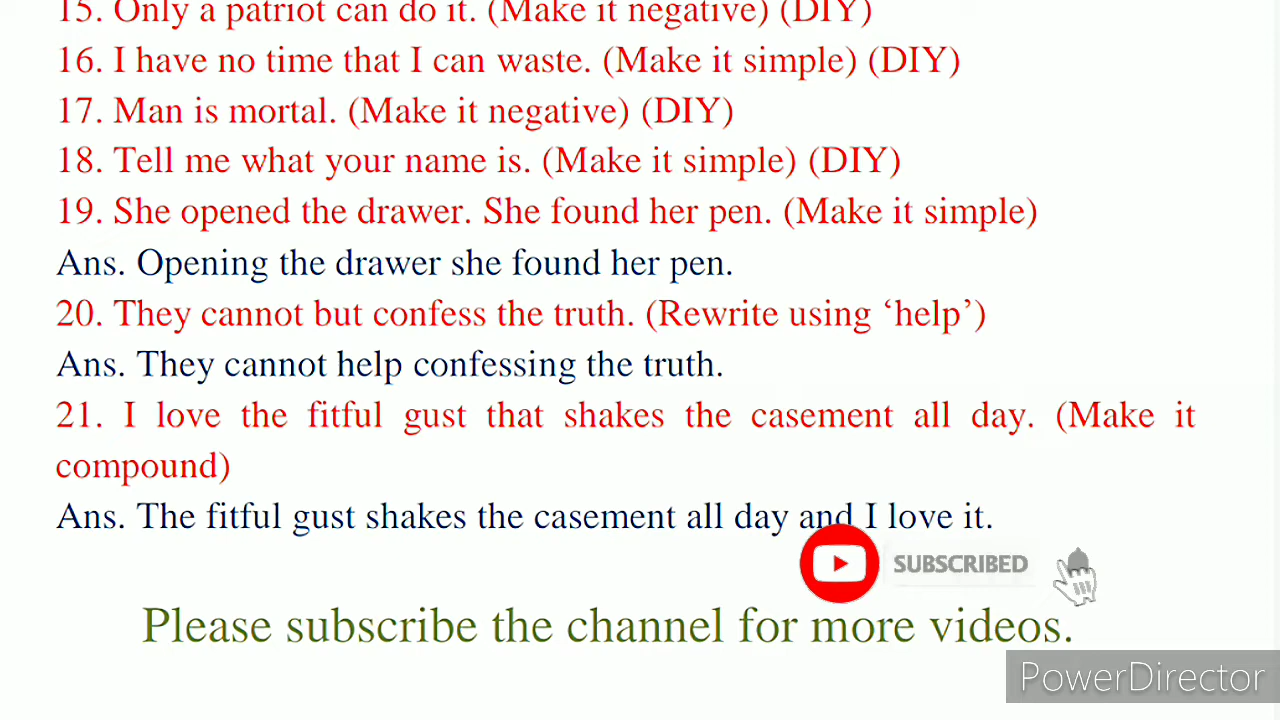 15. Only a patriot can do it. (Make it negative) (DIY)
16. I have no time that I can waste. (Make it simple) (DIY)
17. Man is mortal. (Make it negative) (DIY)
18. Tell me what your name is. (Make it simple) (DIY)
19. She opened the drawer. She found her pen. (Make it simple)
Ans. Opening the drawer she found her pen.
20. They cannot but confess the truth. (Rewrite using ‘help’)
Ans. They cannot help confessing the truth.
21. I love the fitful gust that shakes the casement all day. (Make it
compound)
Ans. The fitful gust shakes the casement all day and I love it.
SUBSCRIBED
Please subscribe the channel for more videos.
PowerDirector